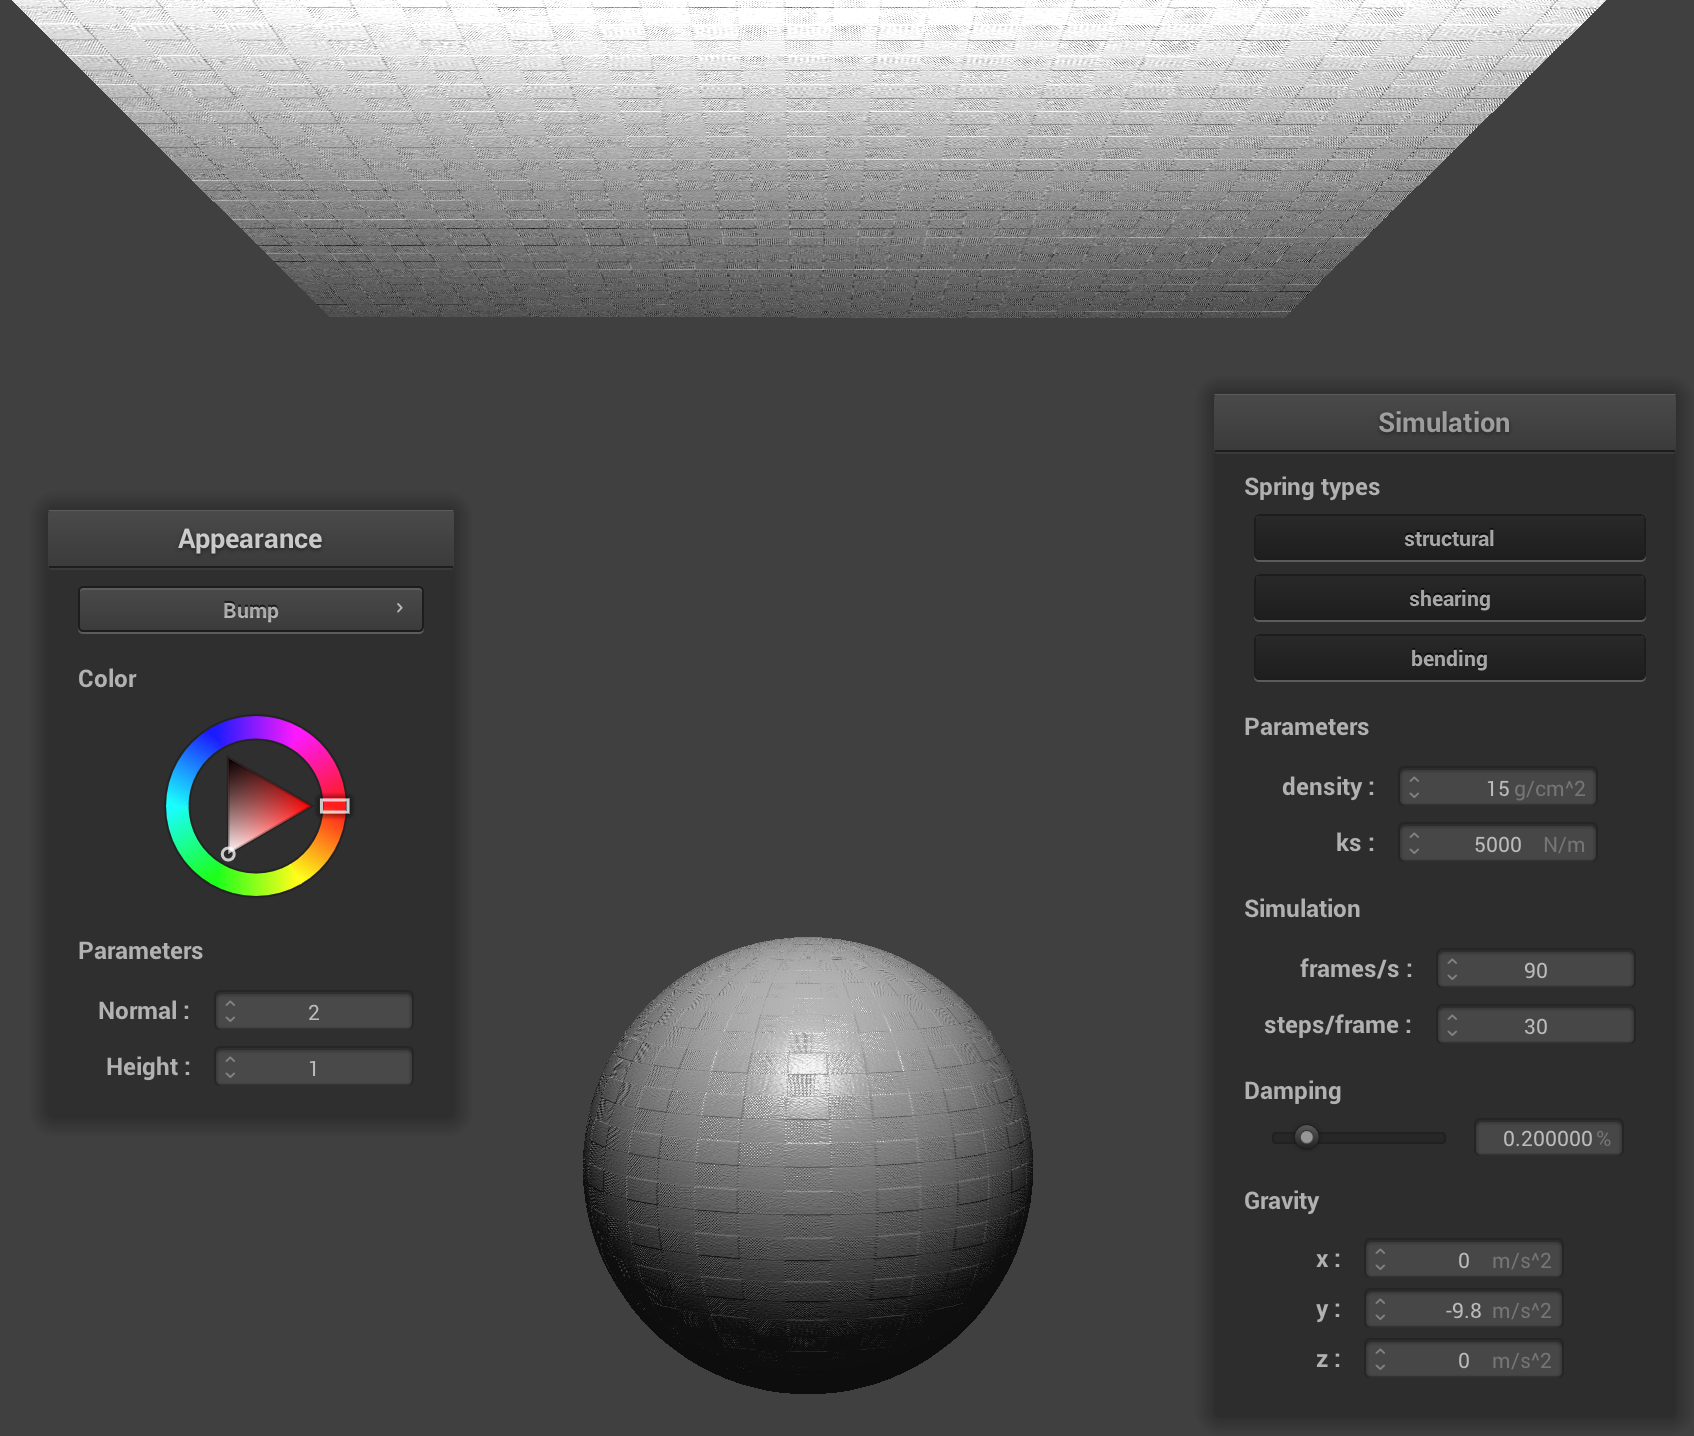 Appearance
Bump
Color
Parameters
Normal : 2
Height : 1
Simulation
Spring types
structural
shearing
bending
Parameters
density : 15 g/cm^2
ks : 5000 N/m
Simulation
frames/s : 90
steps/frame : 30
Damping
0.200000 %
Gravity
x : 0 m/s^2
y : -9.8 m/s^2
z : 0 m/s^2